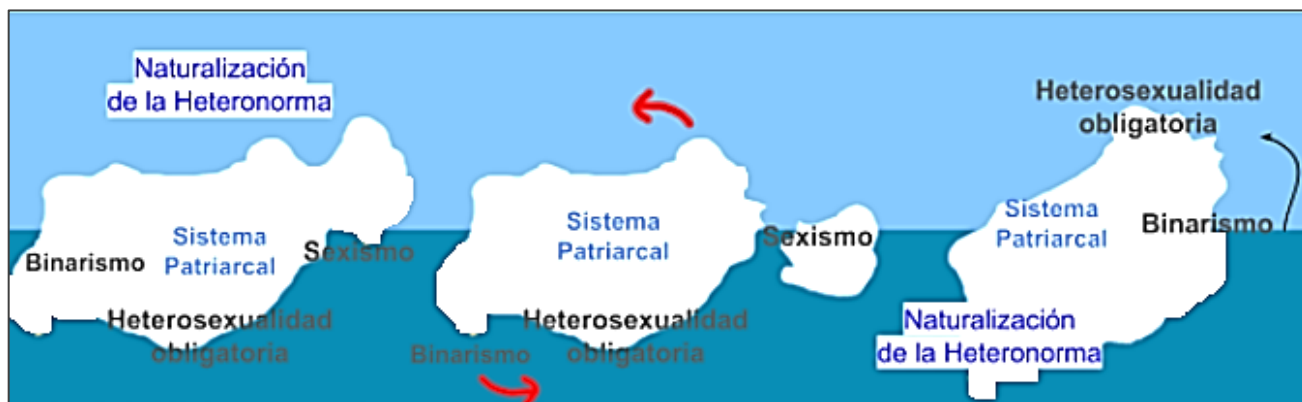 Naturalización
de la Heteronorma
Binarismo
Sistema
Patriarcal
Sexismo
Heterosexualidad
obligatoria
Sistema
Patriarcal
Sexismo
Heterosexualidad
obligatoria
Binarismo
Heterosexualidad
obligatoria
Sistema
Patriarcal
Binarismo
Naturalización
de la Heteronorma